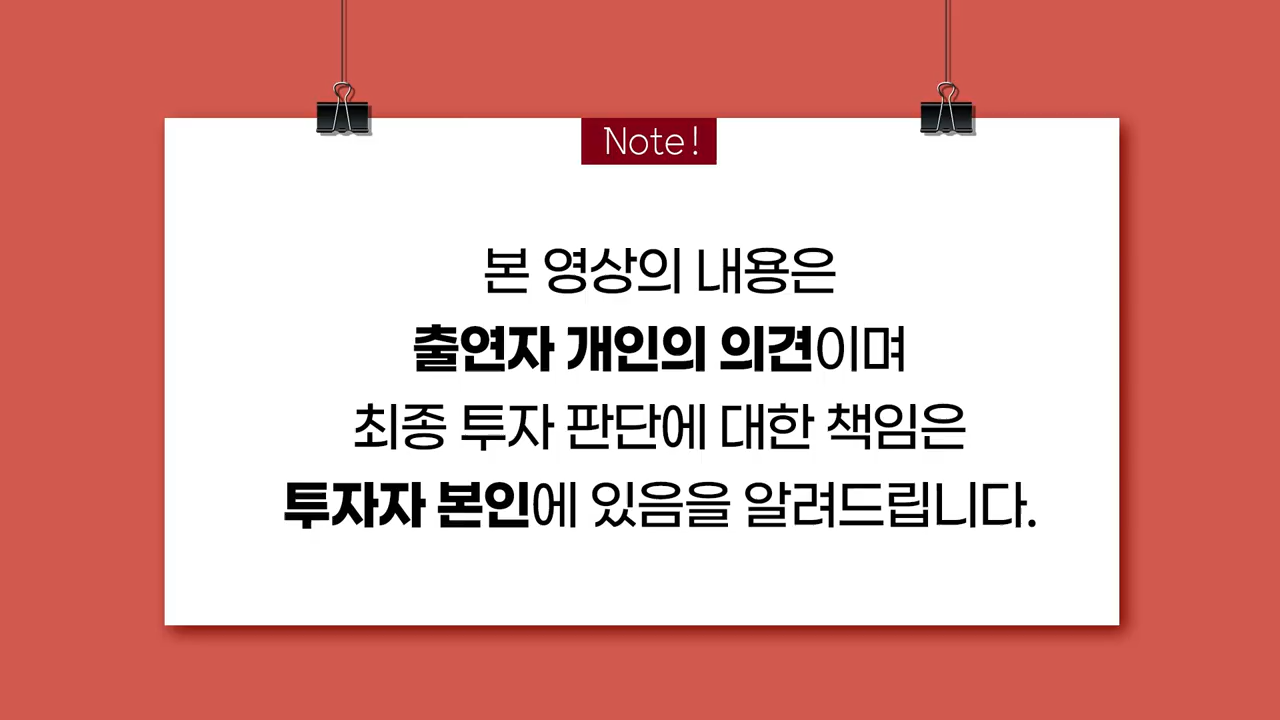 Note!
본 영상의 내용은
출연자 개인의 의견이며
최종 투자 판단에 대한 책임은
투자자 본인에 있음을 알려드립니다.